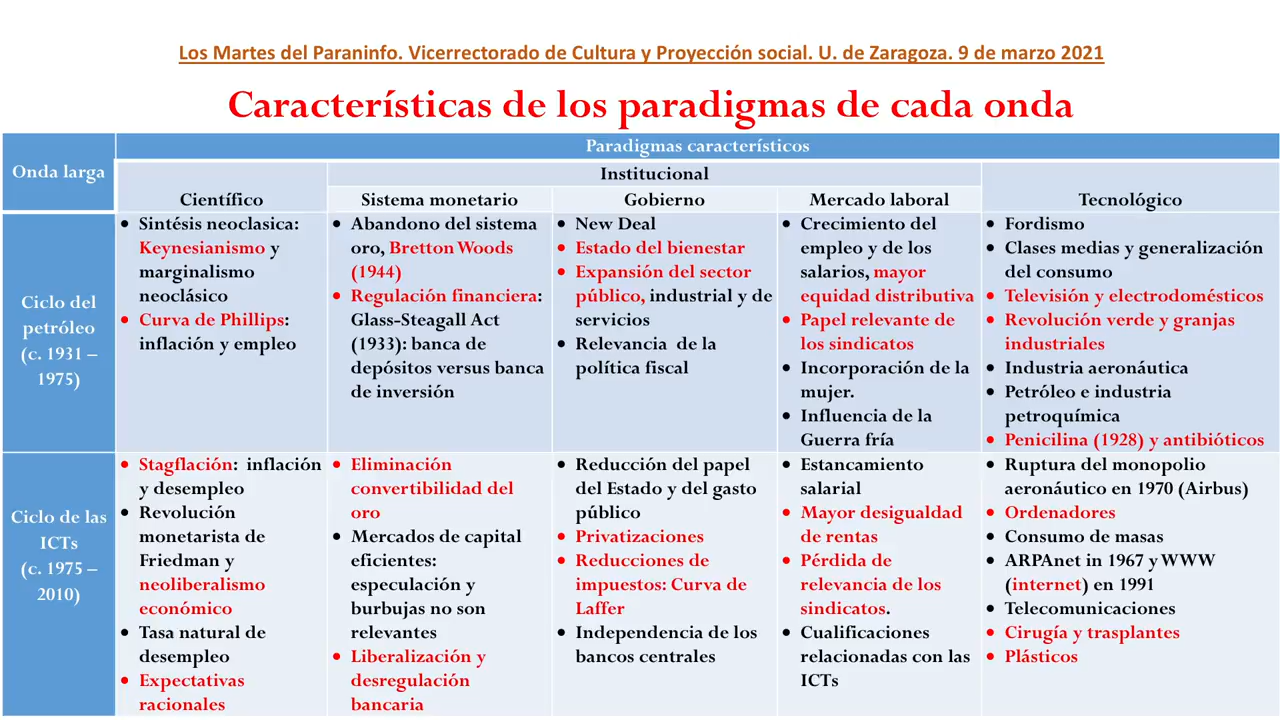 Los Martes del Paraninfo. Vicerrectorado de Cultura y Proyección social. U. de Zaragoza. 9 de marzo 2021
Características de los paradigmas de cada onda
Onda larga
Paradigmas característicos
Científico
Institucional
Sistema monetario
Gobierno
Mercado laboral
Tecnológico
Ciclo del
petróleo
(c. 1931 –
1975)
• Sintésis neoclasica:
Keynesianismo y
marginalismo
neoclásico
• Curva de Phillips:
inflación y empleo
• Abandono del sistema
oro, Bretton Woods
(1944)
• Regulación financiera:
Glass-Steagall Act
(1933): banca de
depósitos versus banca
de inversión
• New Deal
• Estado del bienestar
• Expansión del sector
público, industrial y de
servicios
• Relevancia de la
política fiscal
• Crecimiento del
empleo y de los
salarios, mayor
equidad distributiva
• Papel relevante de
los sindicatos
• Incorporación de la
mujer.
• Influencia de la
Guerra fría
• Fordismo
• Clases medias y generalización
del consumo
• Televisión y electrodomésticos
• Revolución verde y granjas
industriales
• Industria aeronáutica
• Petróleo e industria
petroquímica
• Penicilina (1928) y antibióticos
Ciclo de las
ICTs
(c. 1975 –
2010)
• Stagflación: inflación
y desempleo
• Revolución
monetarista de
Friedman y
neoliberalismo
económico
• Tasa natural de
desempleo
• Expectativas
racionales
• Eliminación
convertibilidad del
oro
• Mercados de capital
eficientes:
especulación y
burbujas no son
relevantes
• Liberalización y
desregulación
bancaria
• Reducción del papel
del Estado y del gasto
público
• Privatizaciones
• Reducciones de
impuestos: Curva de
Laffer
• Independencia de los
bancos centrales
• Estancamiento
salarial
• Mayor desigualdad
de rentas
• Pérdida de
relevancia de los
sindicatos.
• Cualificaciones
relacionadas con las
ICTs
• Ruptura del monopolio
aeronáutico en 1970 (Airbus)
• Ordenadores
• Consumo de masas
• ARPAnet in 1967 y WWW
(internet) en 1991
• Telecomunicaciones
• Cirugía y trasplantes
• Plásticos